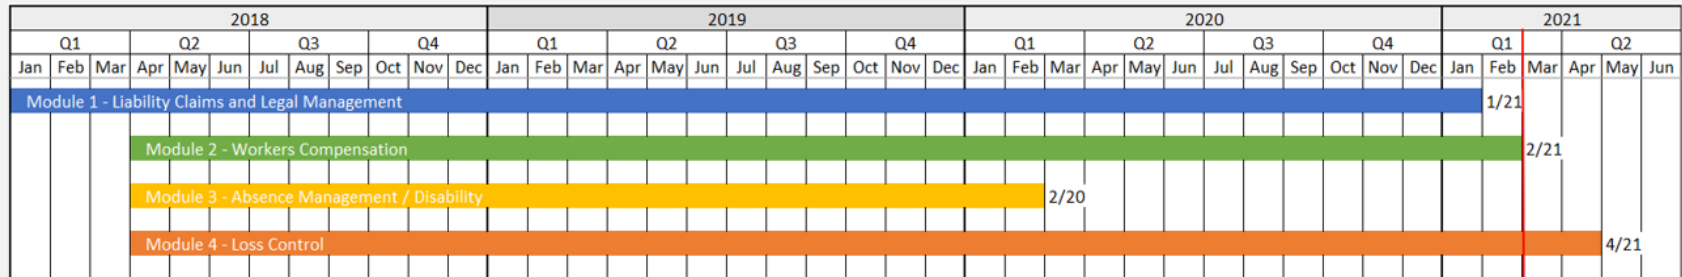 2018 2019 2020 2021
Q1 Q2 Q3 Q4 Q1 Q2 Q3 Q4 Q1 Q2 Q3 Q4 Q1 Q2
Jan Feb Mar Apr May Jun Jul Aug Sep Oct Nov Dec Jan Feb Mar Apr May Jun Jul Aug Sep Oct Nov Dec Jan Feb Mar Apr May Jun Jul Aug Sep Oct Nov Dec Jan Feb Mar Apr May Jun
Module 1 - Liability Claims and Legal Management 1/21
Module 2 - Workers Compensation 2/21
Module 3 - Absence Management / Disability 2/20
Module 4 - Loss Control 4/21